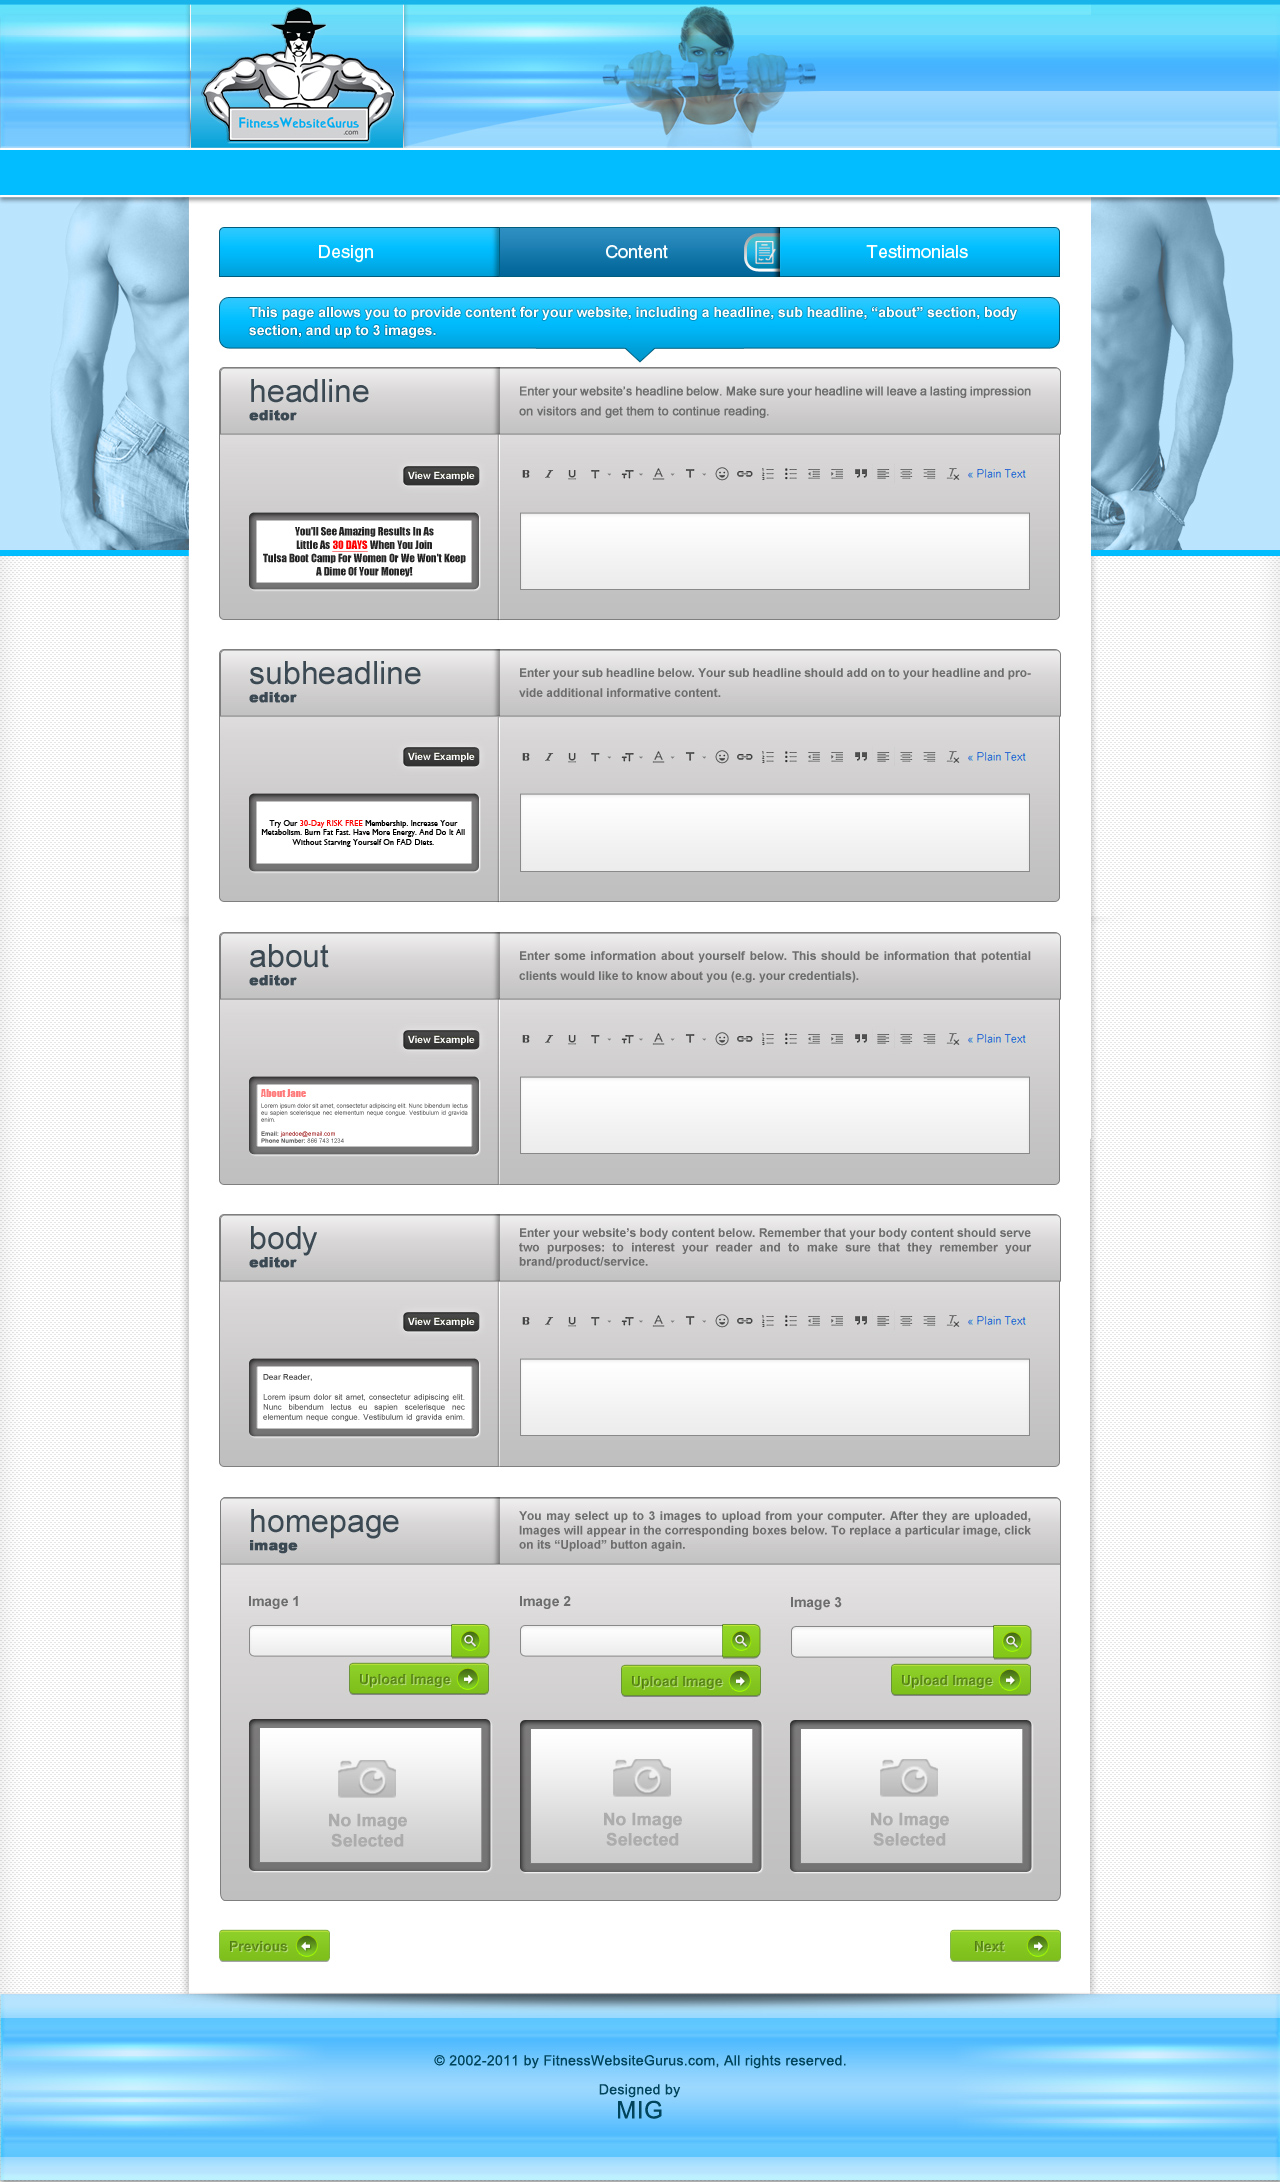 FitnessWebsiteGurus
.com
Design
Content
Testimonials
This page allows you to provide content for your website, including a headline, sub headline, “about” section, body
section, and up to 3 images.
headline
editor
Enter your website's headline below. Make sure your headline will leave a lasting impression
on visitors and get them to continue reading.
View Example
B I U T T A T « Plain Text
You'll See Amazing Results In As
Little As 30 DAYS When You Join
Tulsa Boot Camp For Women Or We Won't Keep
A Dime Of Your Money!
subheadline
editor
Enter your sub headline below. Your sub headline should add on to your headline and pro-
vide additional informative content.
View Example
B I U T T A T « Plain Text
Try Our 30-Day RISK FREE Membership. Increase Your
Metabolism. Burn Fat Fast. Have More Energy. And Do It All
Without Starving Yourself On FAD Diets.
about
editor
Enter some information about yourself below. This should be information that potential
clients would like to know about you (e.g. your credentials).
View Example
B I U T T A T « Plain Text
About Jane
Lorem ipsum dolor sit amet, consectetur adipiscing elit. Nunc bibendum lectus
eu sapien scelerisque nec elementum neque congue. Vestibulum id gravida
enim.
Email: janedoe@email.com
Phone Number: 866 743 1234
body
editor
Enter your website’s body content below. Remember that your body content should serve
two purposes: to interest your reader and to make sure that they remember your
brand/product/service.
View Example
B I U T T A T « Plain Text
Dear Reader,
Lorem ipsum dolor sit amet, consectetur adipiscing elit.
Nunc bibendum lectus eu sapien scelerisque nec
elementum neque congue. Vestibulum id gravida enim.
homepage
image
You may select up to 3 images to upload from your computer. After they are uploaded,
Images will appear in the corresponding boxes below. To replace a particular image, click
on its “Upload” button again.
Image 1
Image 2
Image 3
Upload Image
Upload Image
Upload Image
No Image
Selected
No Image
Selected
No Image
Selected
Previous
Next
© 2002-2011 by FitnessWebsiteGurus.com, All rights reserved.
Designed by
MIG